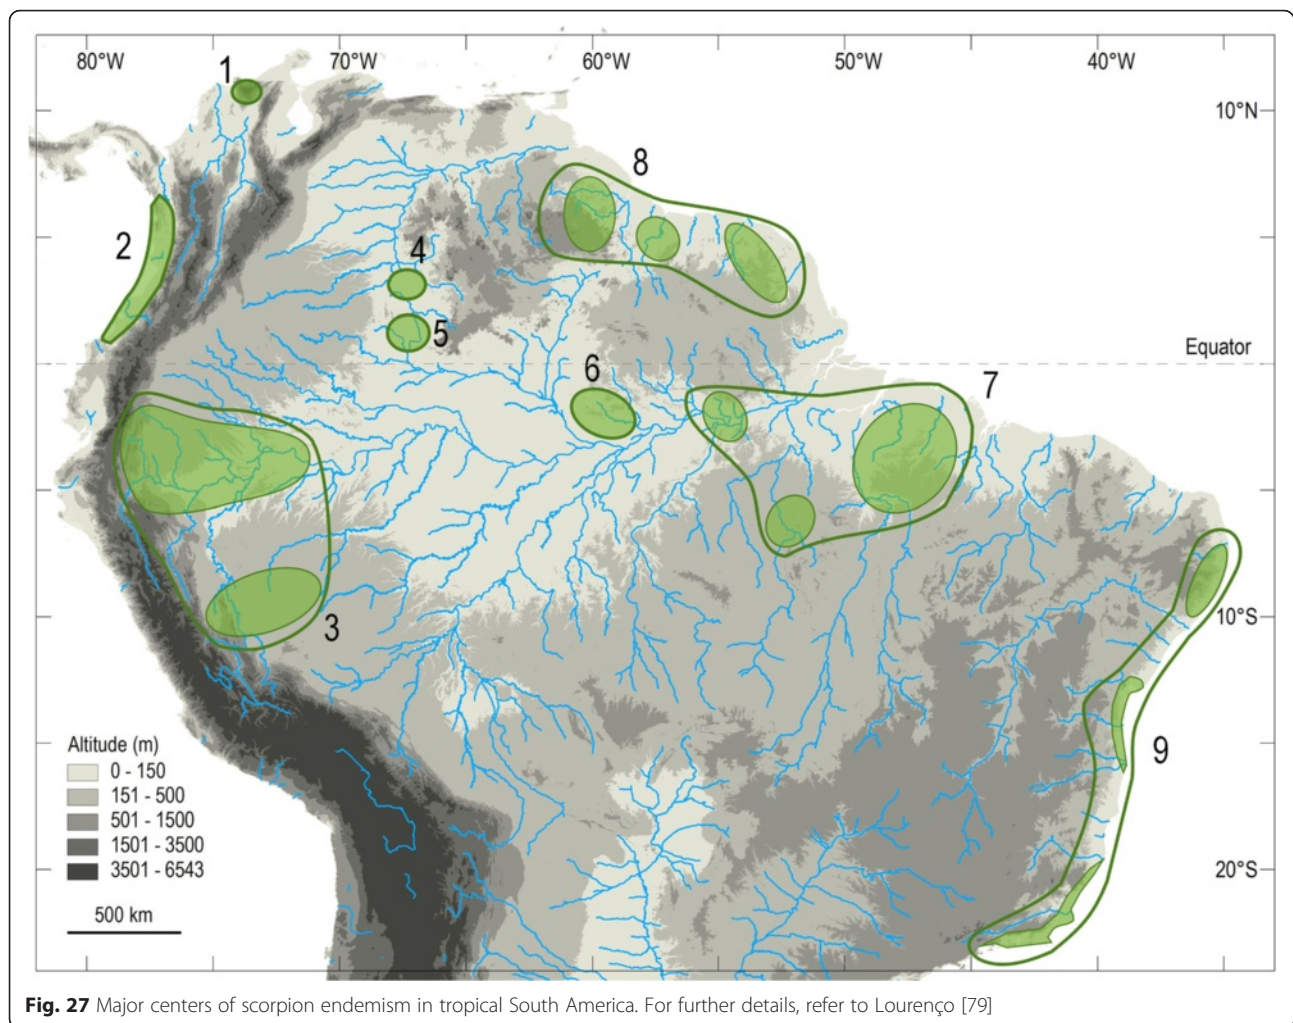 80°W 70°W 60°W 50°W 40°W
1
10°N
8
2
4
5
Equator
6
7
3
10°S
9
Altitude (m)
0 - 150
151 - 500
501 - 1500
1501 - 3500
3501 - 6543
20°S
500 km
Fig. 27 Major centers of scorpion endemism in tropical South America. For further details, refer to Lourenço [79]